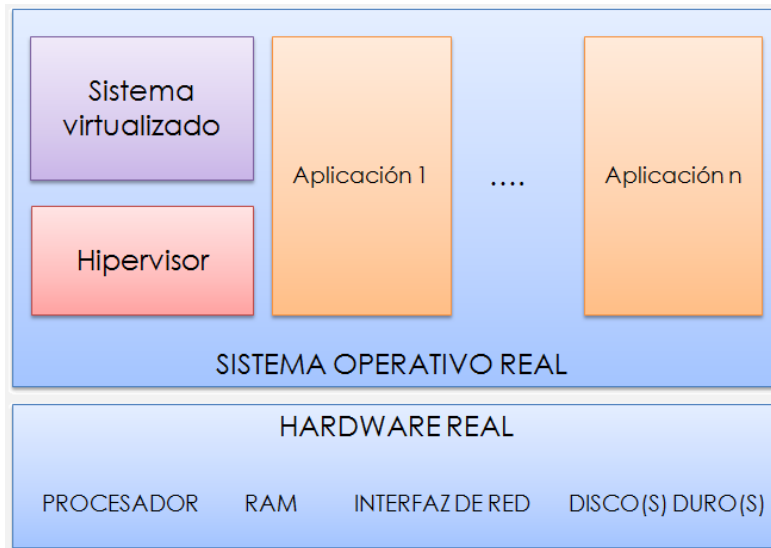 Sistema
virtualizado
Hipervisor
Aplicación 1
....
Aplicación n
SISTEMA OPERATIVO REAL
HARDWARE REAL
PROCESADOR RAM INTERFAZ DE RED DISCO(S) DURO(S)